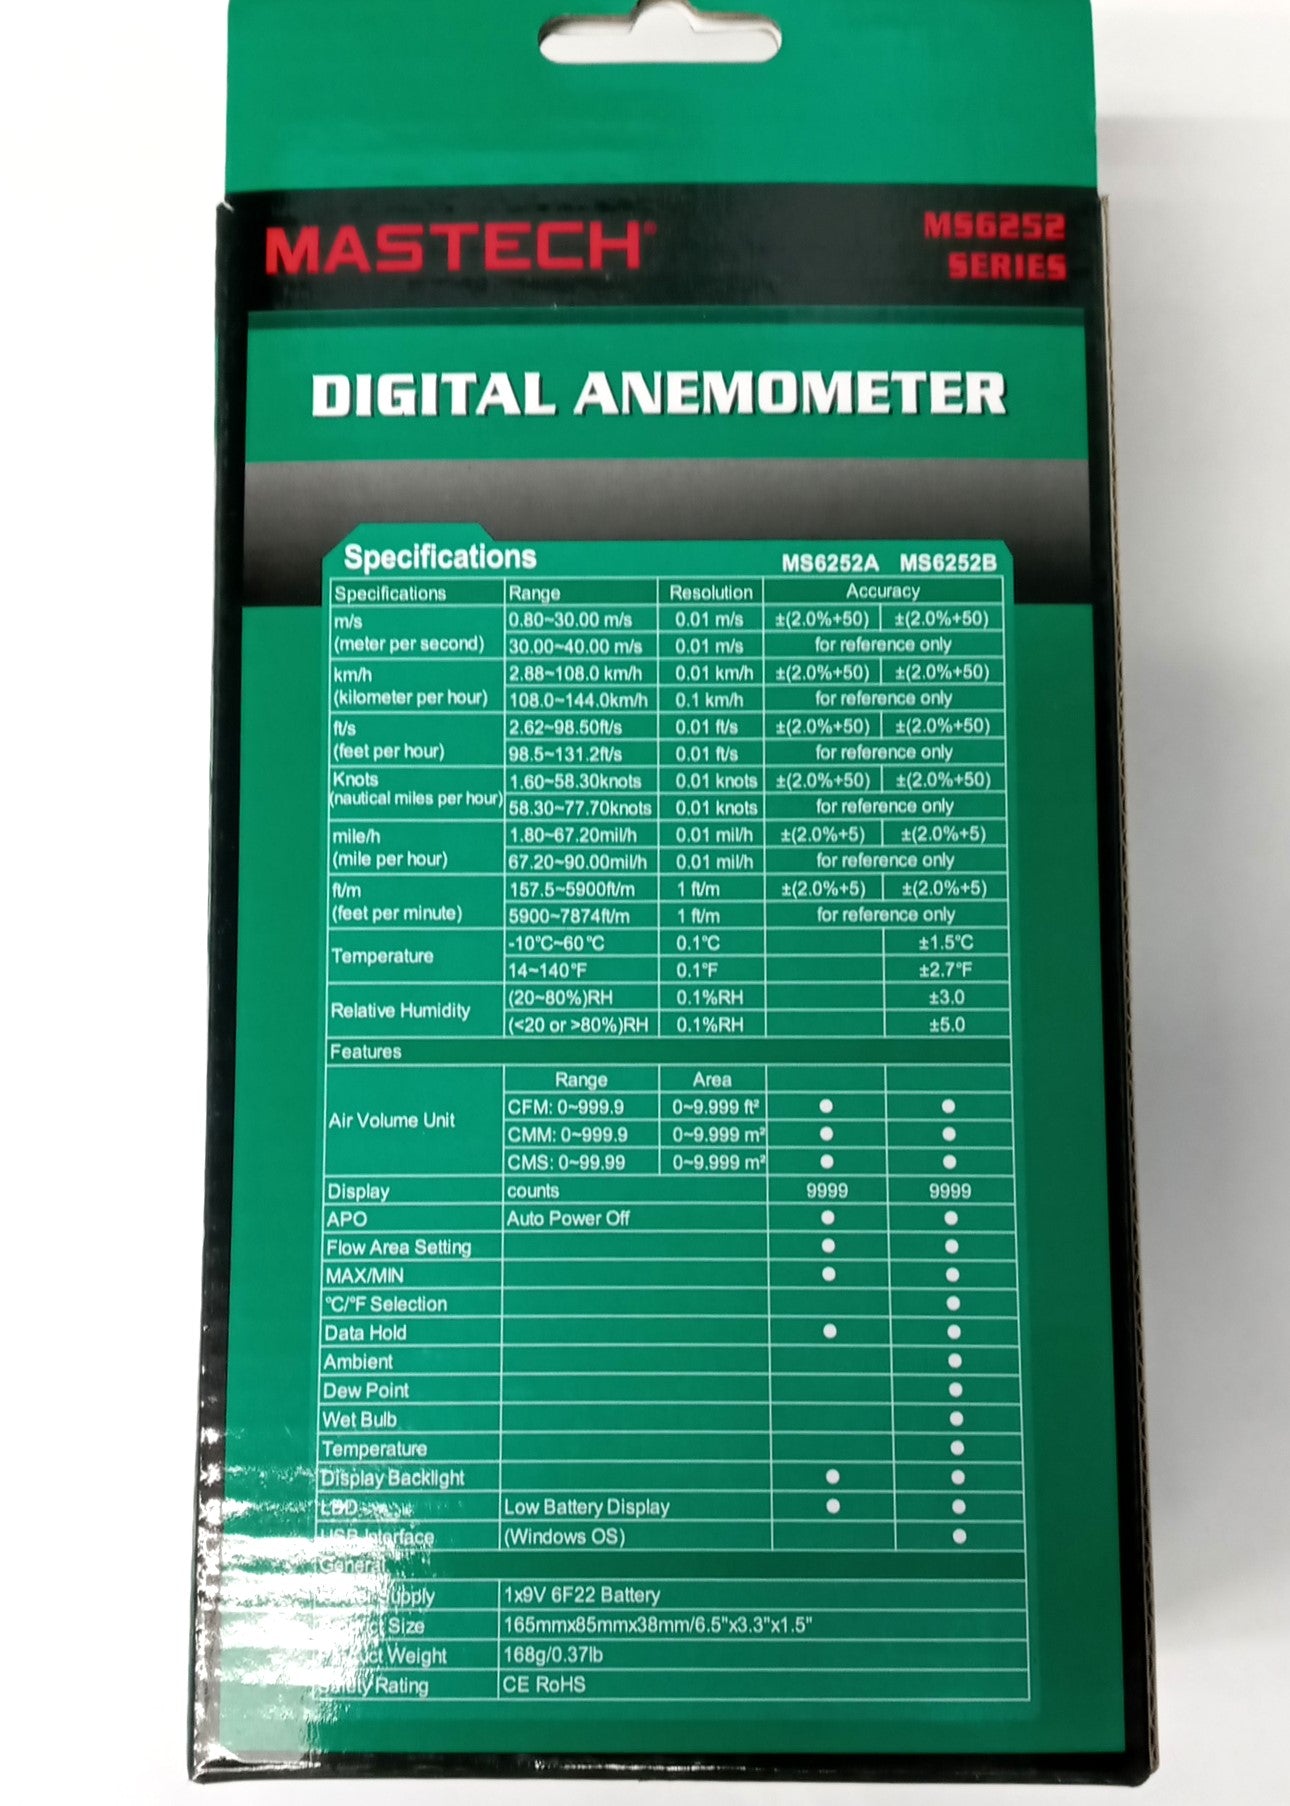 MASTECH®
MS6252
SERIES
DIGITAL ANEMOMETER
Specifications MS6252A MS6252B
Specifications Range Resolution Accuracy
m/s
(meter per second)
0.80~30.00 m/s 0.01 m/s ±(2.0%+50) ±(2.0%+50)
30.00~40.00 m/s 0.01 m/s for reference only
km/h
(kilometer per hour)
2.88~108.0 km/h 0.01 km/h ±(2.0%+50) ±(2.0%+50)
108.0~144.0km/h 0.1 km/h for reference only
ft/s
(feet per hour)
2.62~98.50ft/s 0.01 ft/s ±(2.0%+50) ±(2.0%+50)
98.5~131.2ft/s 0.01 ft/s for reference only
Knots
(nautical miles per hour)
1.60~58.30knots 0.01 knots ±(2.0%+50) ±(2.0%+50)
58.30~77.70knots 0.01 knots for reference only
mile/h
(mile per hour)
1.80~67.20mil/h 0.01 mil/h ±(2.0%+5) ±(2.0%+5)
67.20~90.00mil/h 0.01 mil/h for reference only
ft/m
(feet per minute)
157.5~5900ft/m 1 ft/m ±(2.0%+5) ±(2.0%+5)
5900~7874ft/m 1 ft/m for reference only
Temperature
-10°C~60°C 0.1°C ±1.5°C
14~140°F 0.1°F ±2.7°F
Relative Humidity
(20~80%)RH 0.1%RH ±3.0
(<20 or >80%)RH 0.1%RH ±5.0
Features
Air Volume Unit
Range Area
CFM: 0~999.9 0~9.999 ft² ● ●
CMM: 0~999.9 0~9.999 m² ● ●
CMS: 0~99.99 0~9.999 m² ● ●
Display counts 9999 9999
APO Auto Power Off ● ●
Flow Area Setting ● ●
MAX/MIN ● ●
°C/°F Selection ●
Data Hold ● ●
Ambient ●
Dew Point ●
Wet Bulb ●
Temperature ●
Display Backlight ● ●
LBD Low Battery Display ● ●
USB Interface (Windows OS) ●
General
1x9V 6F22 Battery
Size 165mmx85mmx38mm/6.5"x3.3"x1.5"
Weight 168g/0.37lb
Safety Rating CE RoHS